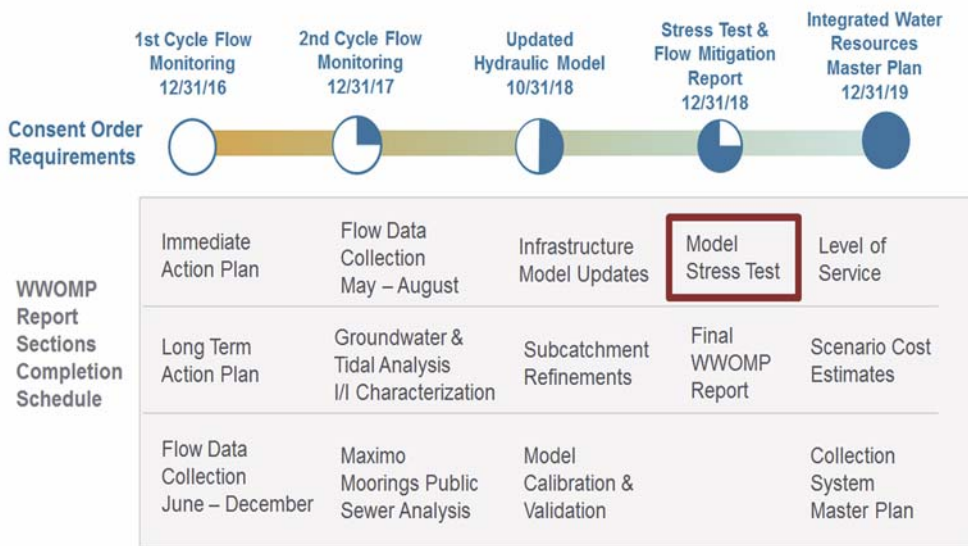 1st Cycle Flow
Monitoring
12/31/16
2nd Cycle Flow
Monitoring
12/31/17
Updated
Hydraulic Model
10/31/18
Stress Test &
Flow Mitigation
Report
12/31/18
Integrated Water
Resources
Master Plan
12/31/19
Consent Order
Requirements
WWOMP
Report
Sections
Completion
Schedule
Immediate
Action Plan
Flow Data
Collection
May – August
Infrastructure
Model Updates
Model
Stress Test
Level of
Service
Long Term
Action Plan
Groundwater &
Tidal Analysis
I/I Characterization
Subcatchment
Refinements
Final
WWOMP
Report
Scenario Cost
Estimates
Flow Data
Collection
June – December
Maximo
Moorings Public
Sewer Analysis
Model
Calibration &
Validation
Collection
System
Master Plan